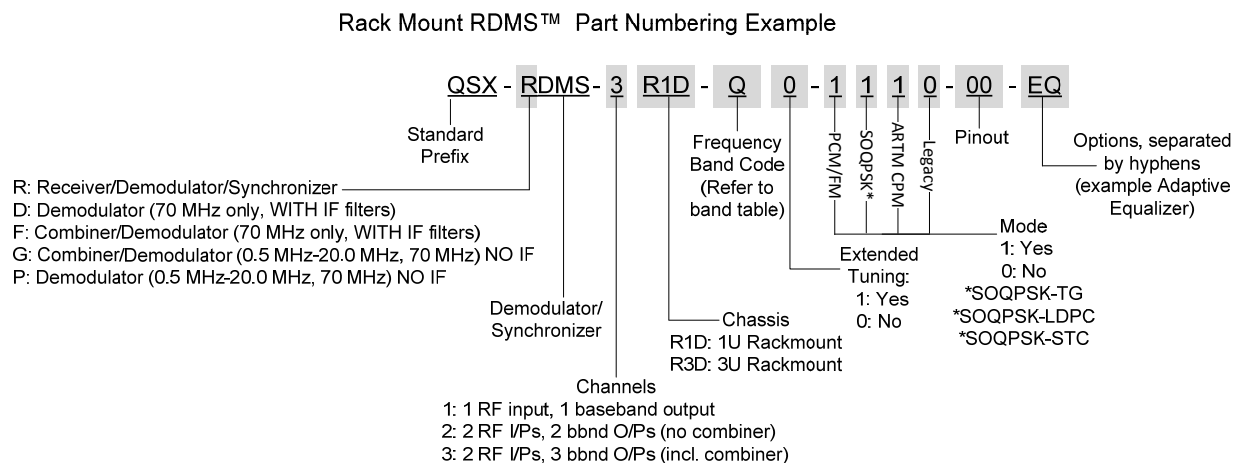 Rack Mount RDMS™ Part Numbering Example
QSX - RDMS - 3 R1D - Q 0 - 1 1 1 0 - 00 - EQ
Standard
Prefix
R: Receiver/Demodulator/Synchronizer
D: Demodulator (70 MHz only, WITH IF filters)
F: Combiner/Demodulator (70 MHz only, WITH IF filters)
G: Combiner/Demodulator (0.5 MHz-20.0 MHz, 70 MHz) NO IF
P: Demodulator (0.5 MHz-20.0 MHz, 70 MHz) NO IF
Demodulator/
Synchronizer
Channels
1: 1 RF input, 1 baseband output
2: 2 RF I/Ps, 2 bbnd O/Ps (no combiner)
3: 2 RF I/Ps, 3 bbnd O/Ps (incl. combiner)
Chassis
R1D: 1U Rackmount
R3D: 3U Rackmount
Frequency
Band Code
(Refer to
band table)
Extended
Tuning:
1: Yes
0: No
PCM/FM
SOQPSK*
ARTM CPM
Legacy
Mode
1: Yes
0: No
*SOQPSK-TG
*SOQPSK-LDPC
*SOQPSK-STC
Pinout
Options, separated
by hyphens
(example Adaptive
Equalizer)